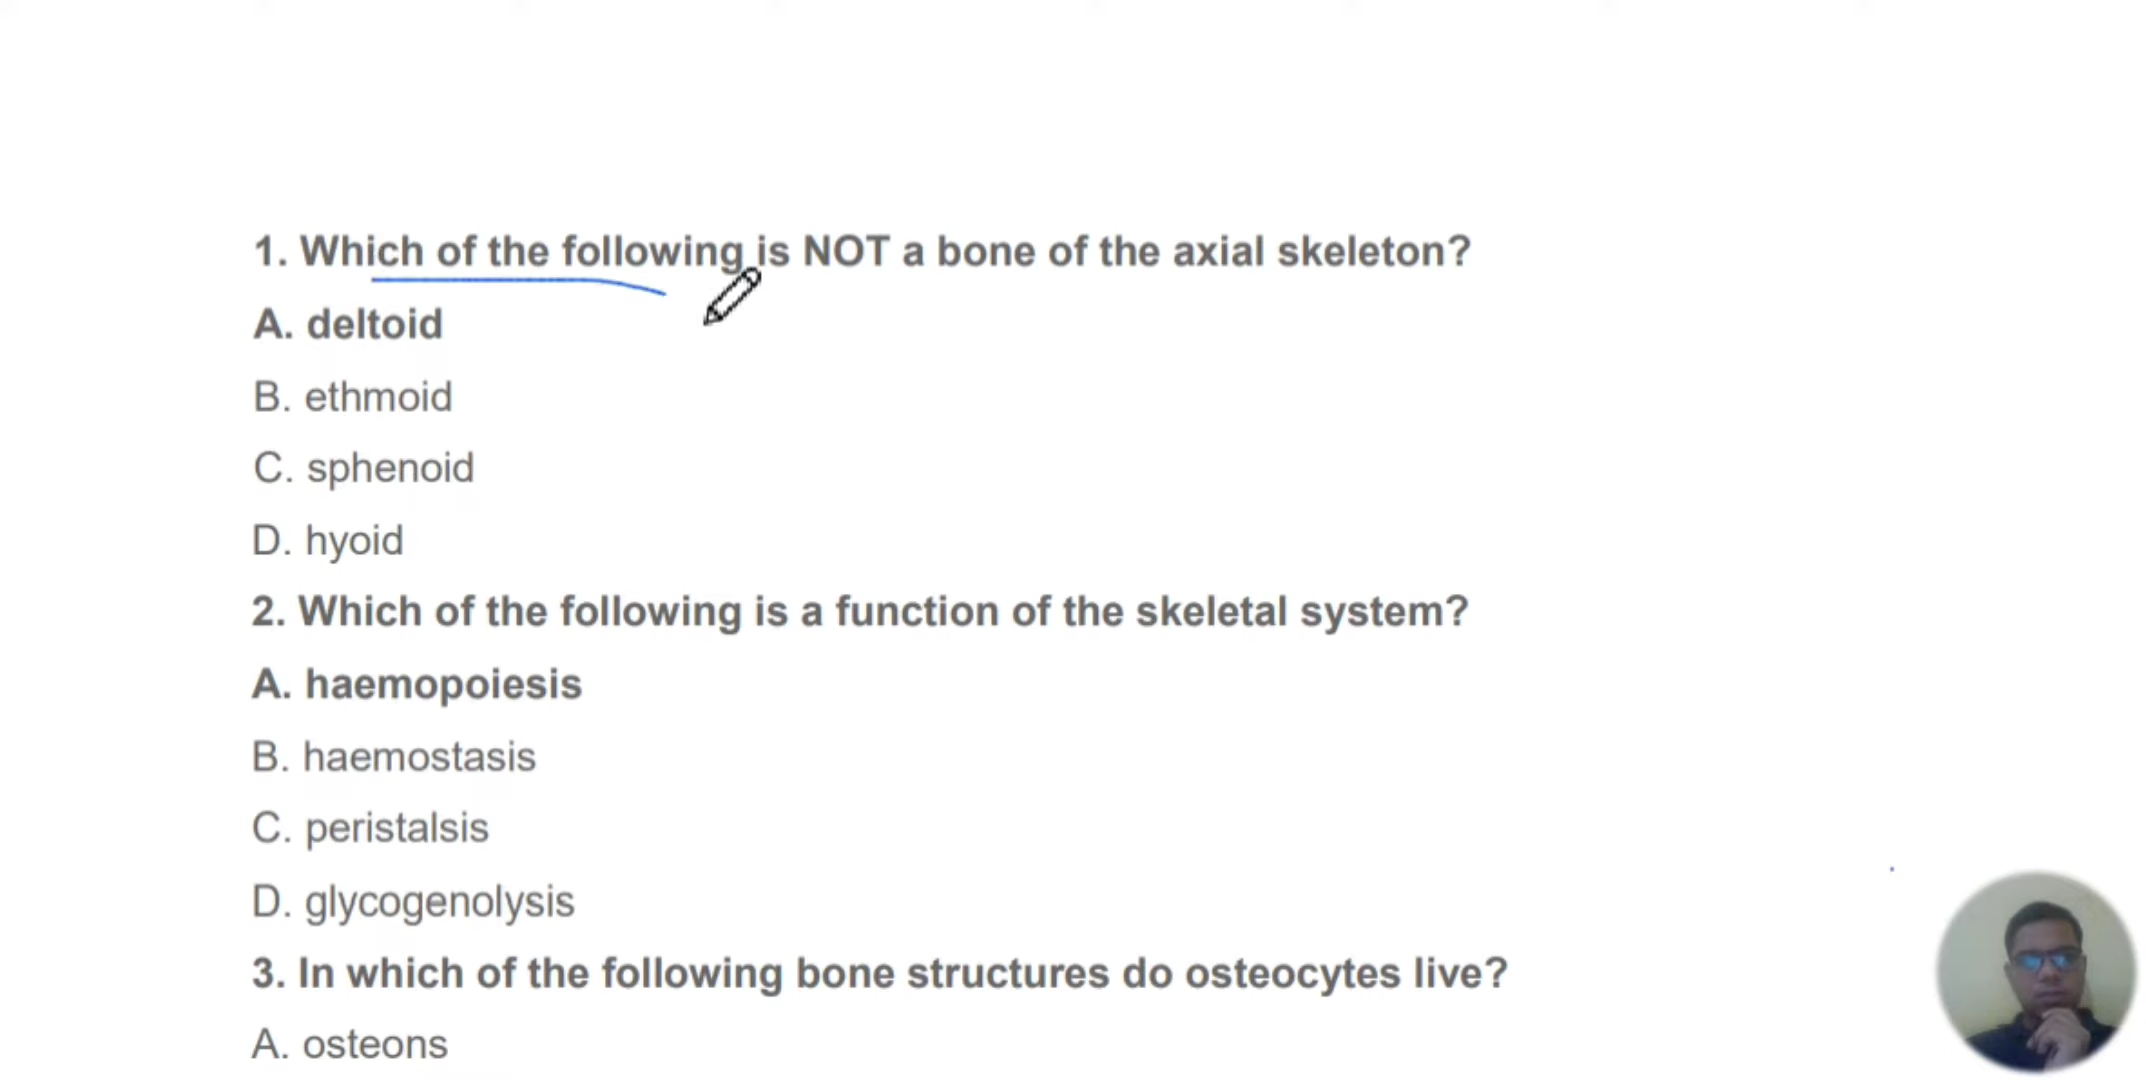 1. Which of the following is NOT a bone of the axial skeleton?
A. deltoid
B. ethmoid
C. sphenoid
D. hyoid
2. Which of the following is a function of the skeletal system?
A. haemopoiesis
B. haemostasis
C. peristalsis
D. glycogenolysis
3. In which of the following bone structures do osteocytes live?
A. osteons